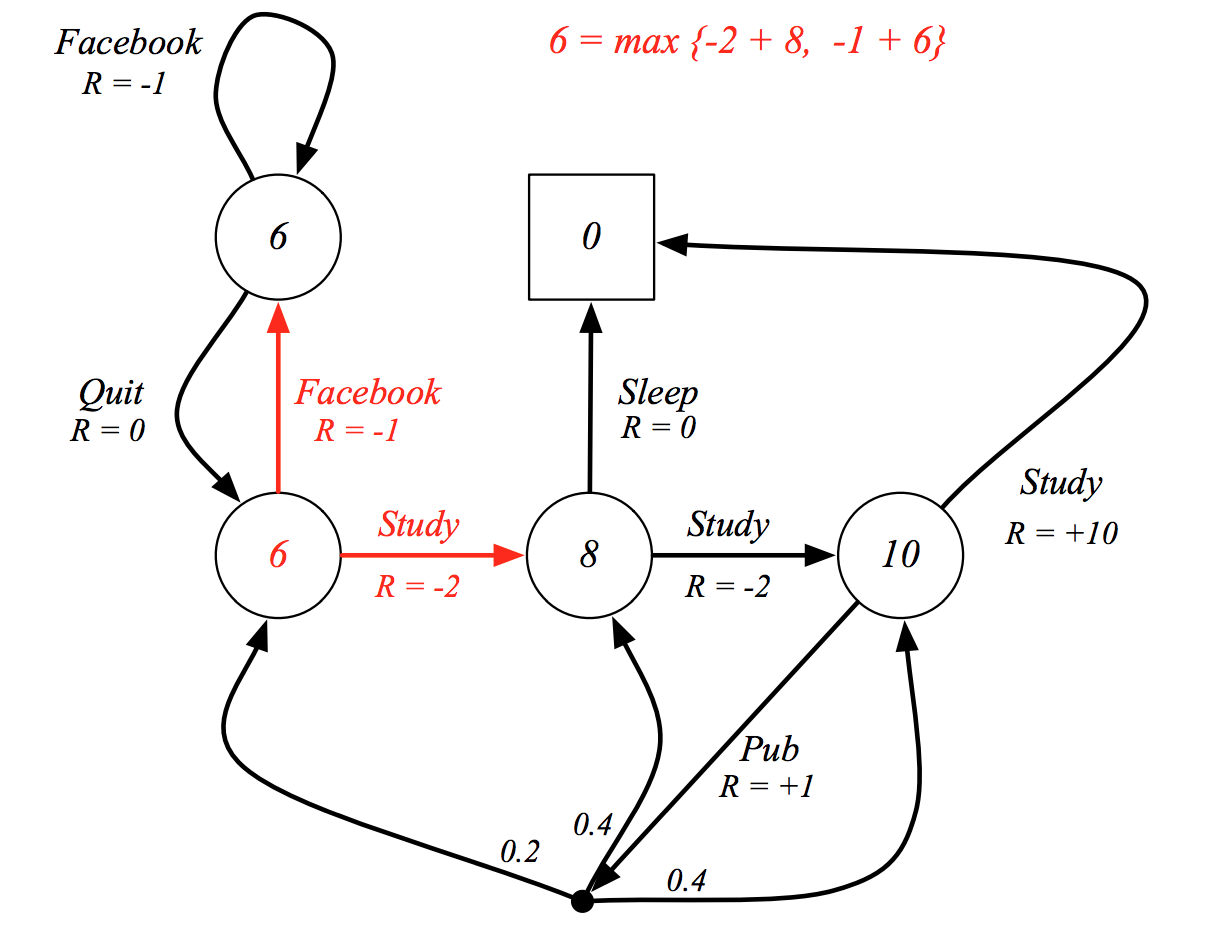 Facebook
R = -1
6 = max {-2 + 8, -1 + 6}
6
0
Quit
R = 0
Facebook
R = -1
Sleep
R = 0
Study
R = +10
6
Study
R = -2
8
Study
R = -2
10
Pub
R = +1
0.2
0.4
0.4